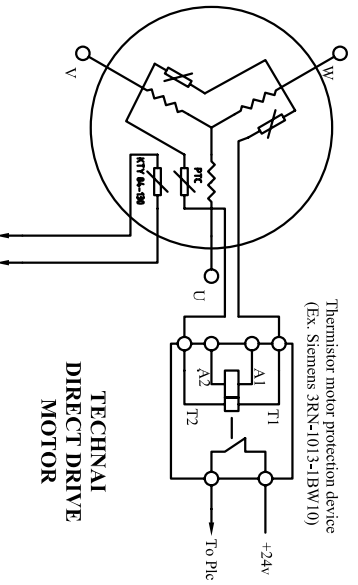 Thermistor motor protection device
(Ex. Siemens 3RN-1013-1BW10)
W
V
U
PTC
KTY 84-130
A1
A2
T1
T2
+24v
To Plc
TECHNAI
DIRECT DRIVE
MOTOR